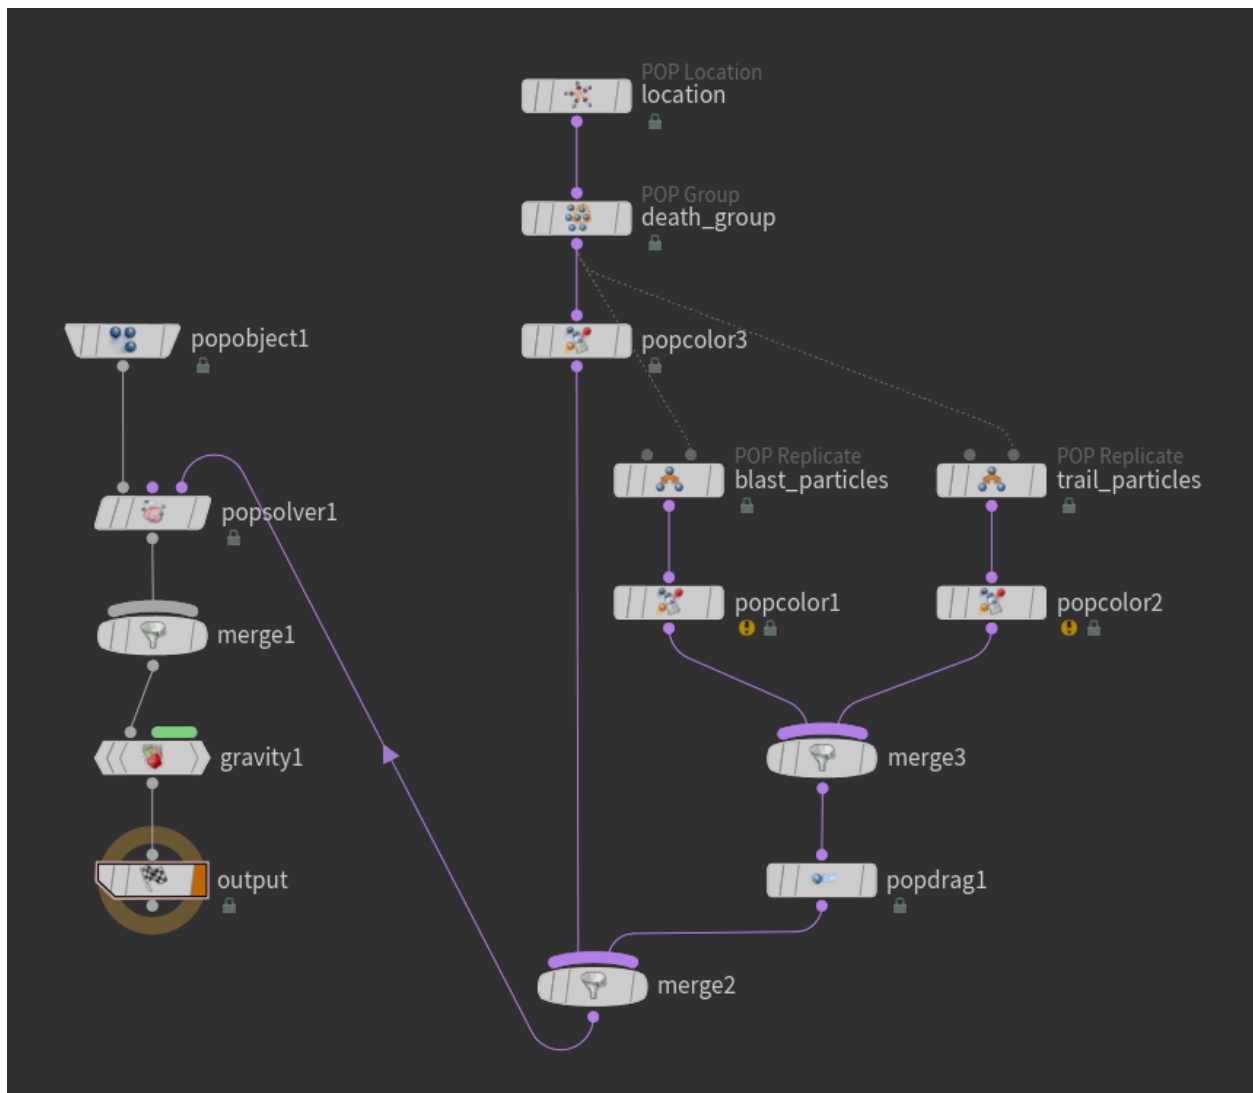 POP Location
location
POP Group
death_group
popobject1
popcolor3
POP Replicate
blast_particles
POP Replicate
trail_particles
popsolver1
popcolor1
popcolor2
merge1
gravity1
merge3
output
popdrag1
merge2